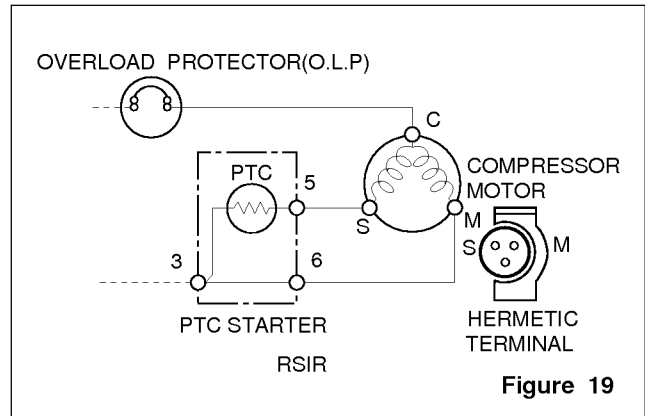 OVERLOAD PROTECTOR(O.L.P)
C
PTC
5
COMPRESSOR
MOTOR
S
M
S
M
3
6
PTC STARTER
HERMETIC
TERMINAL
RSIR
Figure 19